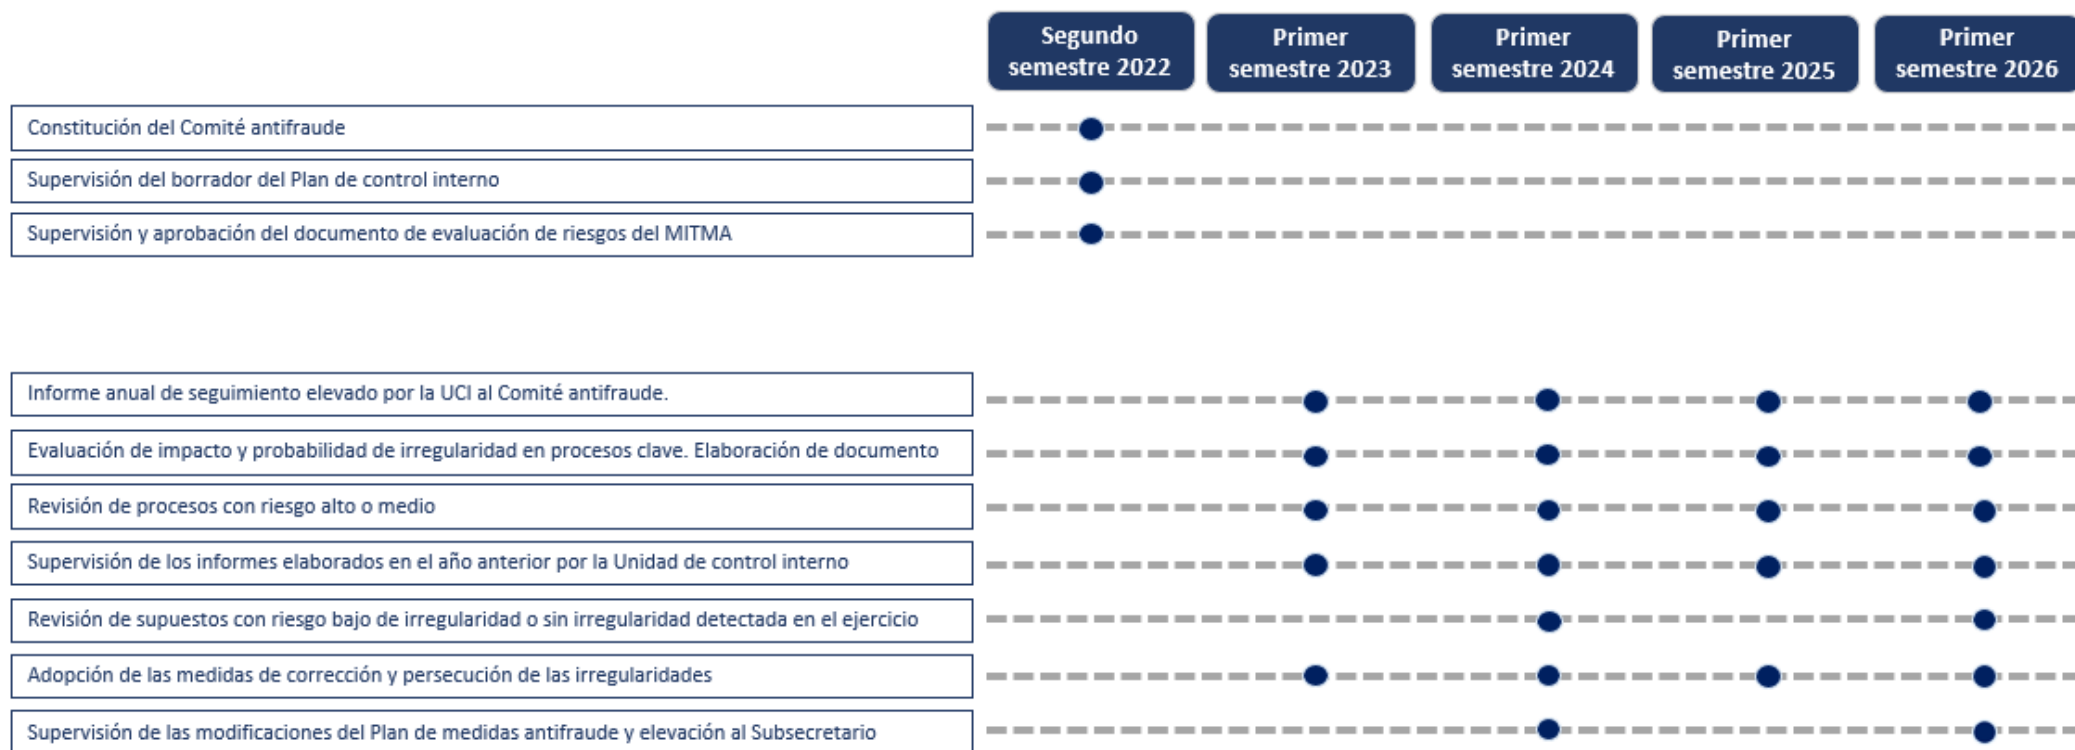 Segundo
semestre 2022
Primer
semestre 2023
Primer
semestre 2024
Primer
semestre 2025
Primer
semestre 2026
Constitución del Comité antifraude
Supervisión del borrador del Plan de control interno
Supervisión y aprobación del documento de evaluación de riesgos del MITMA
Informe anual de seguimiento elevado por la UCI al Comité antifraude.
Evaluación de impacto y probabilidad de irregularidad en procesos clave. Elaboración de documento
Revisión de procesos con riesgo alto o medio
Supervisión de los informes elaborados en el año anterior por la Unidad de control interno
Revisión de supuestos con riesgo bajo de irregularidad o sin irregularidad detectada en el ejercicio
Adopción de las medidas de corrección y persecución de las irregularidades
Supervisión de las modificaciones del Plan de medidas antifraude y elevación al Subsecretario